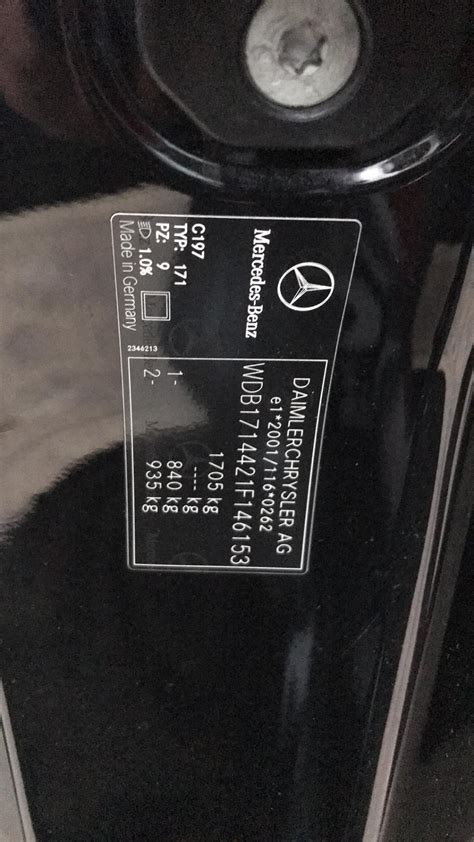 Mercedes-Benz
C197
TYP: 171
PZ: 9
1.0%
Made in Germany
2346213
DAIMLERCHRYSLER AG
e1*2001/116*0262
WDB1714421F146153
1705 kg
---- kg
1- 840 kg
2- 935 kg